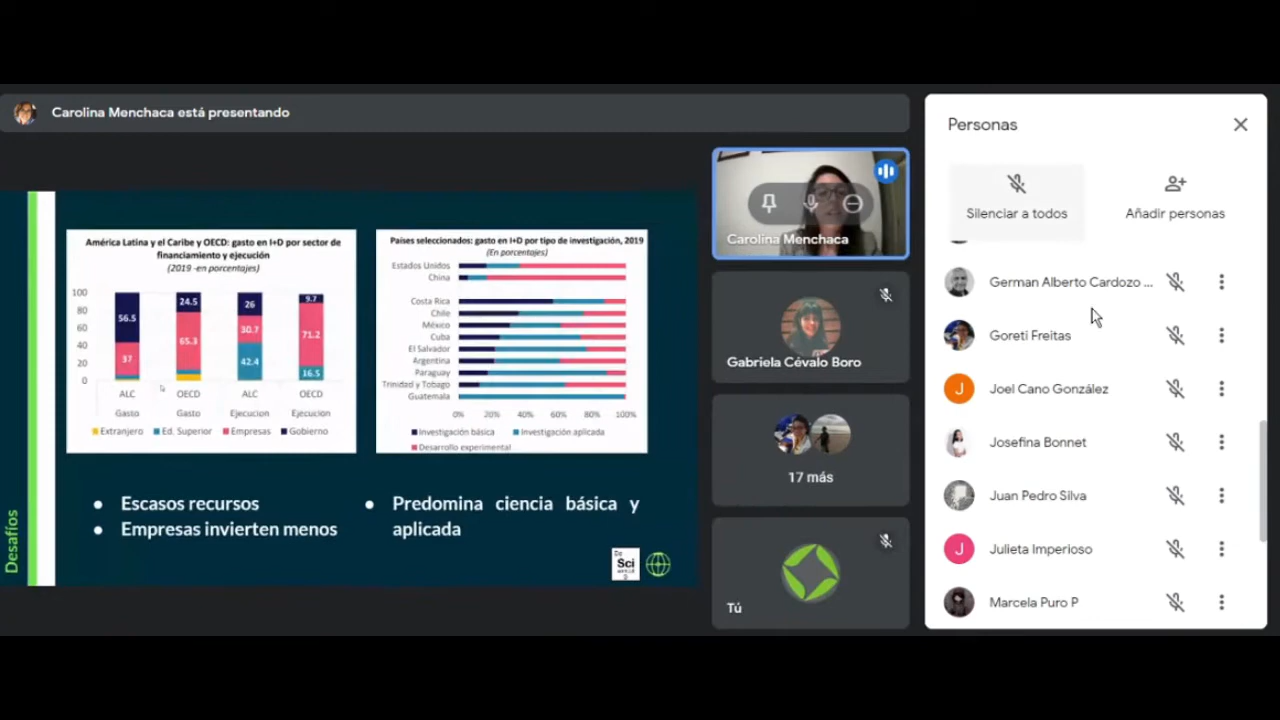 Carolina Menchaca está presentando
América Latina y el Caribe y OECD: gasto en I+D por sector de
financiamiento y ejecución
(2019 -en porcentajes)
100
80
60
40
20
0
56.5
37
24.5
65.3
26
30.7
42.4
9.7
71.2
16.5
ALC
OECD
ALC
OECD
Gasto
Gasto
Ejecucion
Ejecución
Extranjero
Ed. Superior
Empresas
Gobierno
Países seleccionados: gasto en I+D por tipo de investigación, 2019
(En porcentajes)
Estados Unidos
China
Costa Rica
Chile
México
Cuba
El Salvador
Argentina
Paraguay
Trinidad y Tobago
Guatemala
0% 20% 40% 60% 80% 100%
Investigación básica
Investigación aplicada
Desarrollo experimental
Desafíos
• Escasos recursos
• Empresas invierten menos
• Predomina ciencia básica y
aplicada
Sci
Carolina Menchaca
Gabriela Cévalo Boro
17 más
Tú
Personas
Silenciar a todos
Añadir personas
German Alberto Cardozo ...
Goreti Freitas
J
Joel Cano González
Josefina Bonnet
Juan Pedro Silva
J
Julieta Imperioso
Marcela Puro P